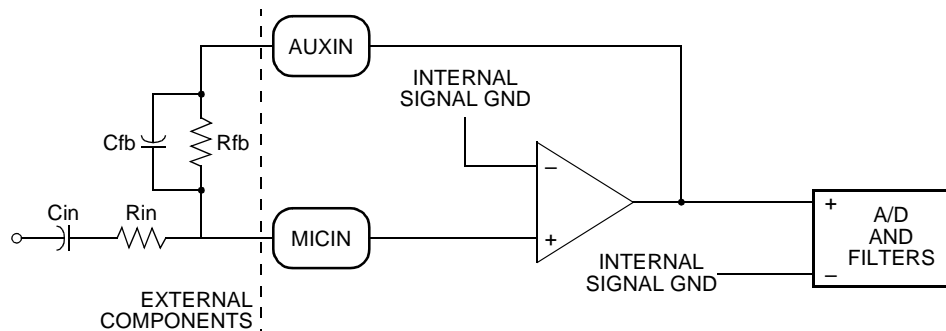 AUXIN
INTERNAL
SIGNAL GND
Cfb
Rfb
−
Cin
Rin
MICIN
+
+
A/D
AND
FILTERS
INTERNAL
SIGNAL GND
−
EXTERNAL
COMPONENTS